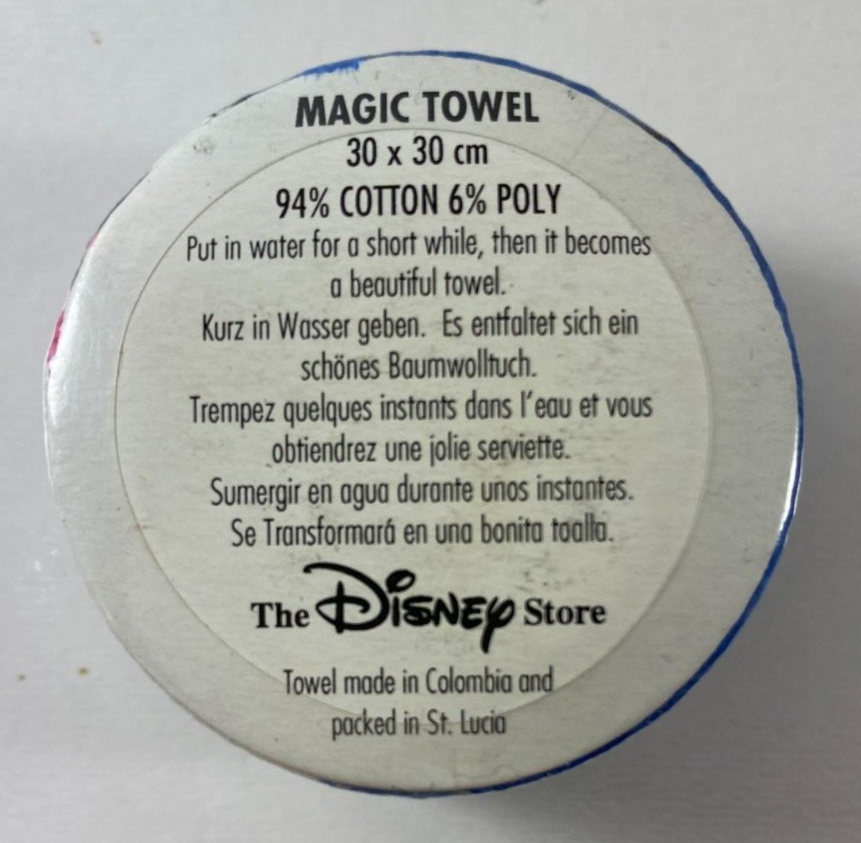 MAGIC TOWEL
30 x 30 cm
94% COTTON 6% POLY
Put in water for a short while, then it becomes
a beautiful towel.
Kurz in Wasser geben. Es entfaltet sich ein
schönes Baumwolltuch.
Trempez quelques instants dans l'eau et vous
obtiendrez une jolie serviette.
Sumergir en agua durante unos instantes.
Se Transformará en una bonita toalla.
The Disney Store
Towel made in Colombia and
packed in St. Lucia